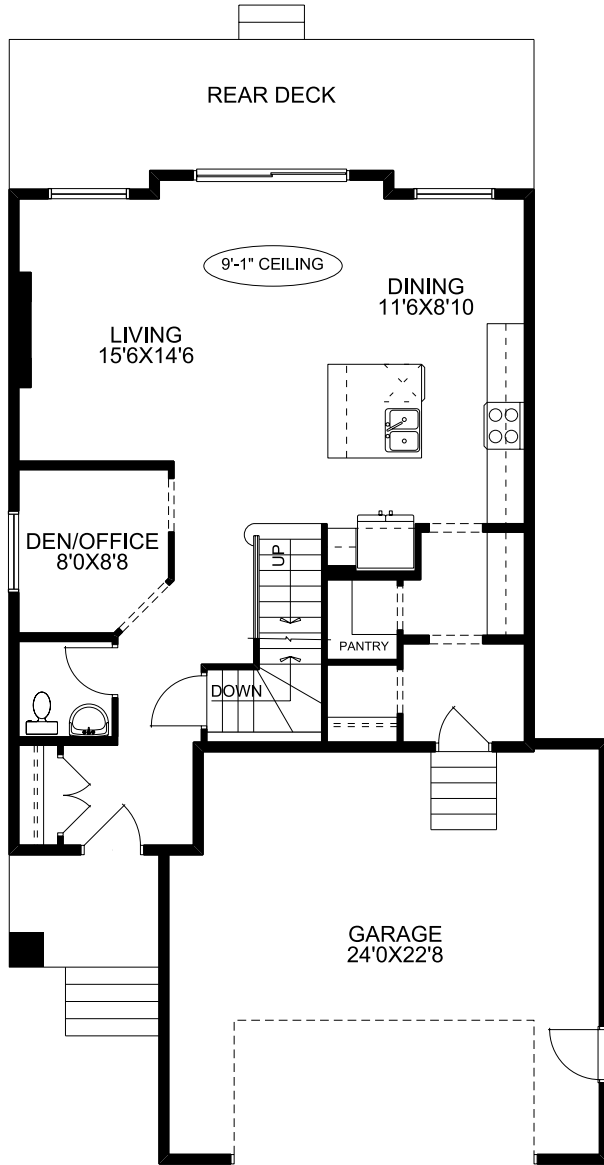 REAR DECK
9'-1" CEILING
DINING
11'6X8'10
LIVING
15'6X14'6
DEN/OFFICE
8'0X8'8
UP
PANTRY
DOWN
GARAGE
24'0X22'8